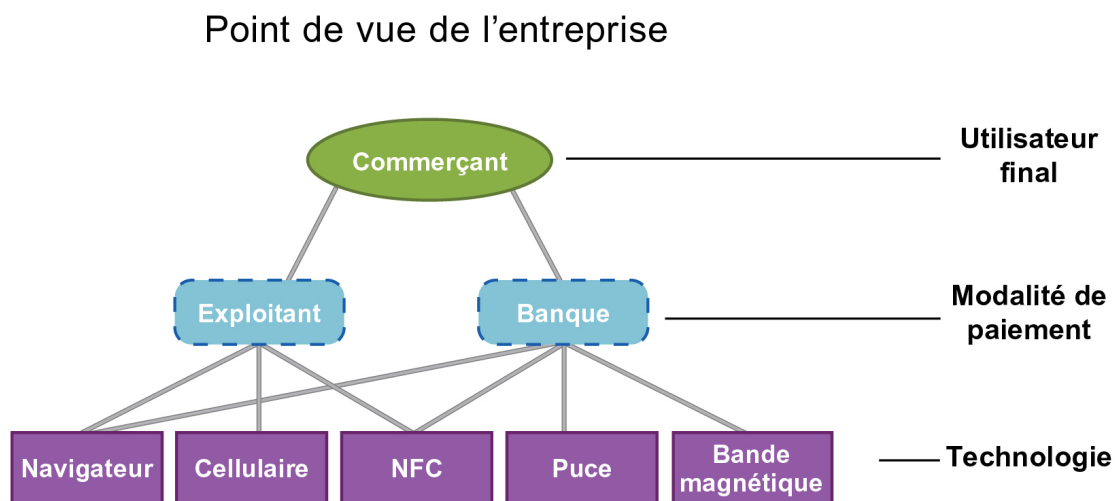 Point de vue de l'entreprise
Commerçant
Utilisateur
final
Exploitant
Banque
Modalité de
paiement
Navigateur
Cellulaire
NFC
Puce
Bande
magnétique
Technologie